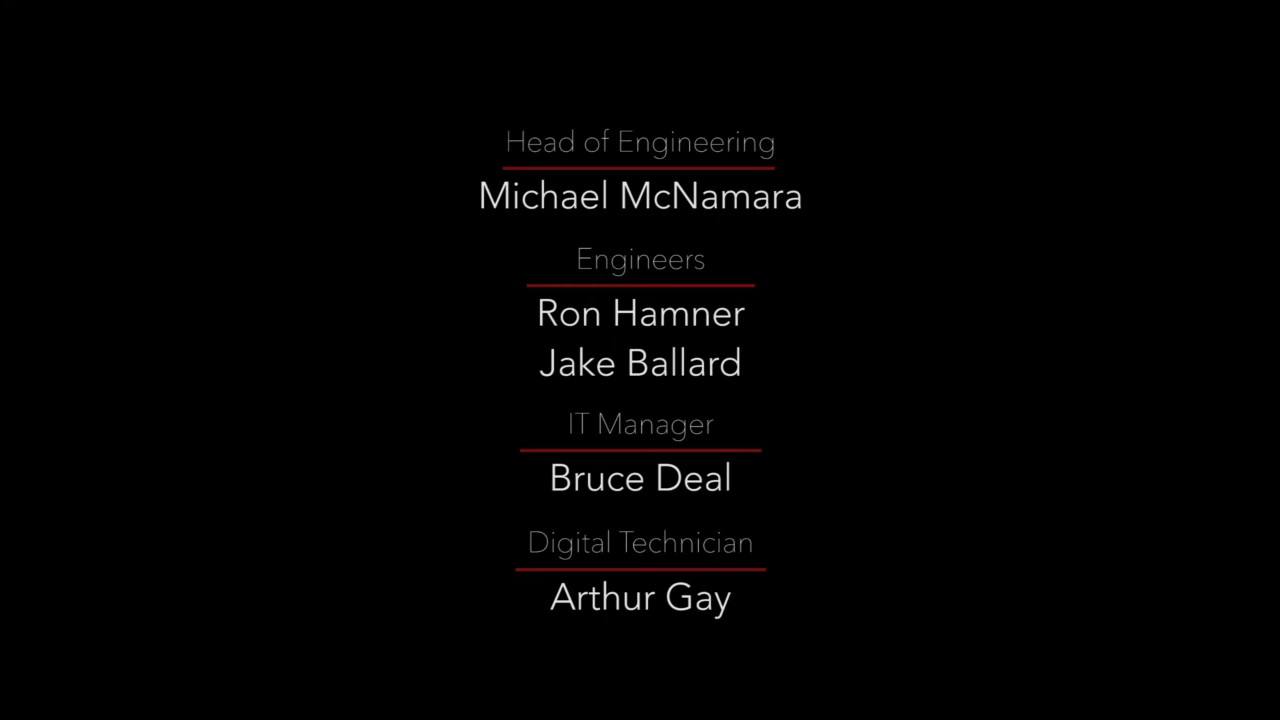 Head of Engineering
Michael McNamara
Engineers
Ron Hamner
Jake Ballard
IT Manager
Bruce Deal
Digital Technician
Arthur Gay